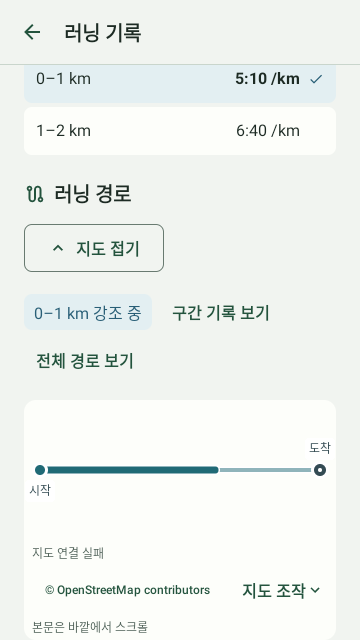 러닝 기록
0–1 km 5:10 /km
1–2 km 6:40 /km
러닝 경로
지도 접기
0–1 km 강조 중 구간 기록 보기
전체 경로 보기
도착
시작
지도 연결 실패
© OpenStreetMap contributors 지도 조작
본문은 바깥에서 스크롤